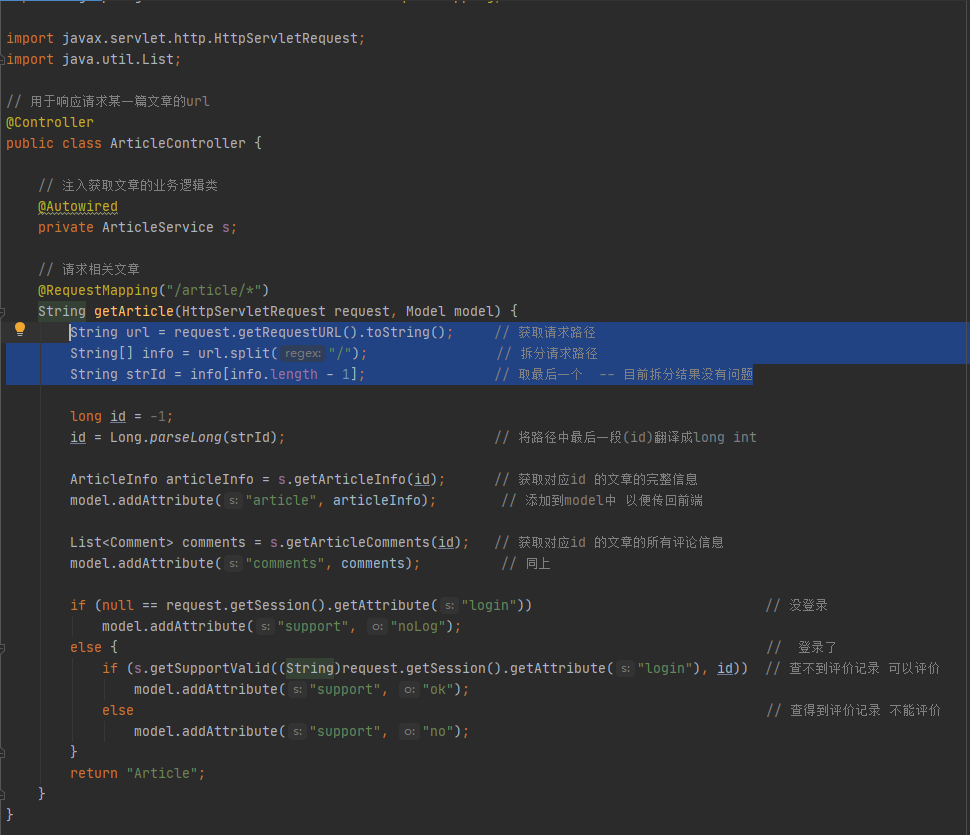 import javax.servlet.http.HttpServletRequest;
import java.util.List;
// 用于响应请求某一篇文章的url
@Controller
public class ArticleController {
// 注入获取文章的业务逻辑类
@Autowired
private ArticleService s;
// 请求相关文章
@RequestMapping("/article/*")
String getArticle(HttpServletRequest request, Model model) {
String url = request.getRequestURL().toString(); // 获取请求路径
String[] info = url.split( regex: "/"); // 拆分请求路径
String strId = info[info.length - 1]; // 取最后一个 -- 目前拆分结果没有问题
long id = -1;
id = Long.parseLong(strId); // 将路径中最后一段(id)翻译成long int
ArticleInfo articleInfo = s.getArticleInfo(id); // 获取对应id 的文章的完整信息
model.addAttribute( s: "article", articleInfo); // 添加到model中 以便传回前端
List<Comment> comments = s.getArticleComments(id); // 获取对应id 的文章的所有评论信息
model.addAttribute( s: "comments", comments); // 同上
if (null == request.getSession().getAttribute( s: "login")) // 没登录
model.addAttribute( s: "support", o: "noLog");
else { // 登录了
if (s.getSupportValid((String)request.getSession().getAttribute( s: "login"), id)) // 查不到评价记录 可以评价
model.addAttribute( s: "support", o: "ok");
else // 查得到评价记录 不能评价
model.addAttribute( s: "support", o: "no");
}
return "Article";
}
}